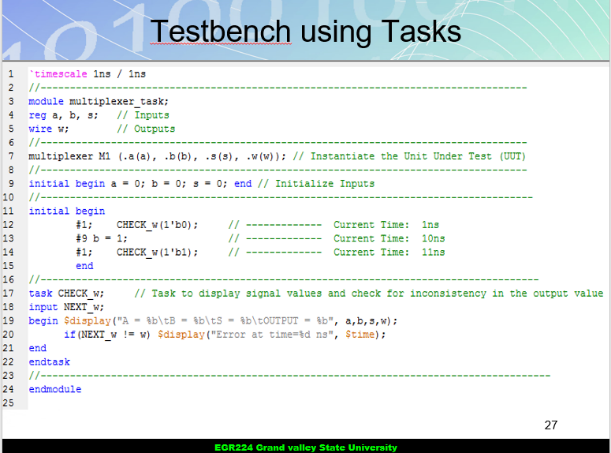 Testbench using Tasks
1 `timescale 1ns / 1ns
2 //--------------------------------------------------------------------------------
3 module multiplexer_task;
4 reg a, b, s; // Inputs
5 wire w; // Outputs
6 //--------------------------------------------------------------------------------
7 multiplexer M1 (.a(a), .b(b), .s(s), .w(w)); // Instantiate the Unit Under Test (UUT)
8 //--------------------------------------------------------------------------------
9 initial begin a = 0; b = 0; s = 0; end // Initialize Inputs
10 //--------------------------------------------------------------------------------
11 initial begin
12 #1; CHECK_w(1'b0); // ------------ Current Time: 1ns
13 #9 b = 1; // ------------ Current Time: 10ns
14 #1; CHECK_w(1'b1); // ------------ Current Time: 11ns
15 end
16 //--------------------------------------------------------------------------------
17 task CHECK_w; // Task to display signal values and check for inconsistency in the output value
18 input NEXT_w;
19 begin $display("A = %b\tB = %b\tS = %b\tOUTPUT = %b", a,b,s,w);
20 if(NEXT_w != w) $display("Error at time=%d ns", $time);
21 end
22 endtask
23 //--------------------------------------------------------------------------------
24 endmodule
25
27
EGR224 Grand valley State University